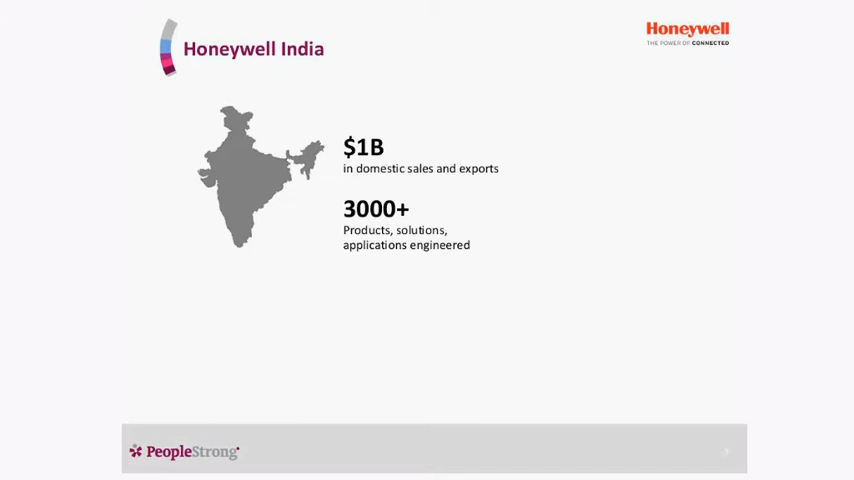 Honeywell India
Honeywell
THE POWER OF CONNECTED
$1B
in domestic sales and exports
3000+
Products, solutions,
applications engineered
PeopleStrong